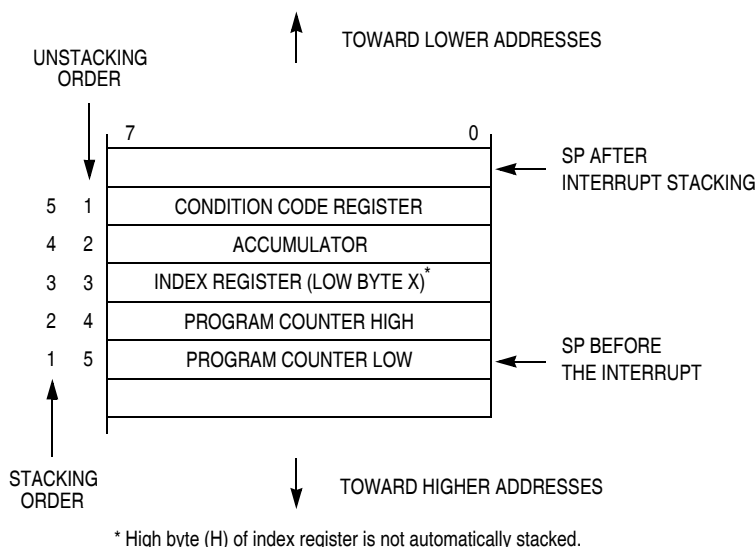 TOWARD LOWER ADDRESSES
UNSTACKING
ORDER
7 0
SP AFTER
INTERRUPT STACKING
5 1 CONDITION CODE REGISTER
4 2 ACCUMULATOR
3 3 INDEX REGISTER (LOW BYTE X)*
2 4 PROGRAM COUNTER HIGH
1 5 PROGRAM COUNTER LOW
SP BEFORE
THE INTERRUPT
STACKING
ORDER
TOWARD HIGHER ADDRESSES
* High byte (H) of index register is not automatically stacked.